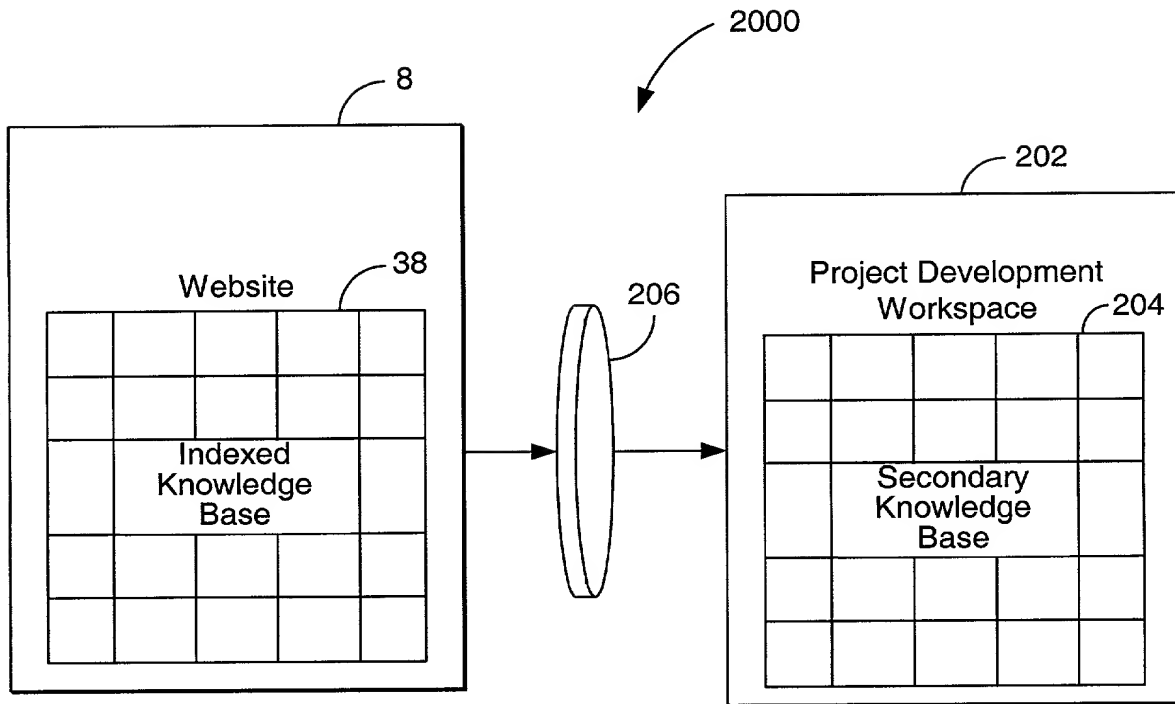 2000
8
202
Website
38
Indexed
Knowledge
Base
206
Project Development
Workspace
204
Secondary
Knowledge
Base